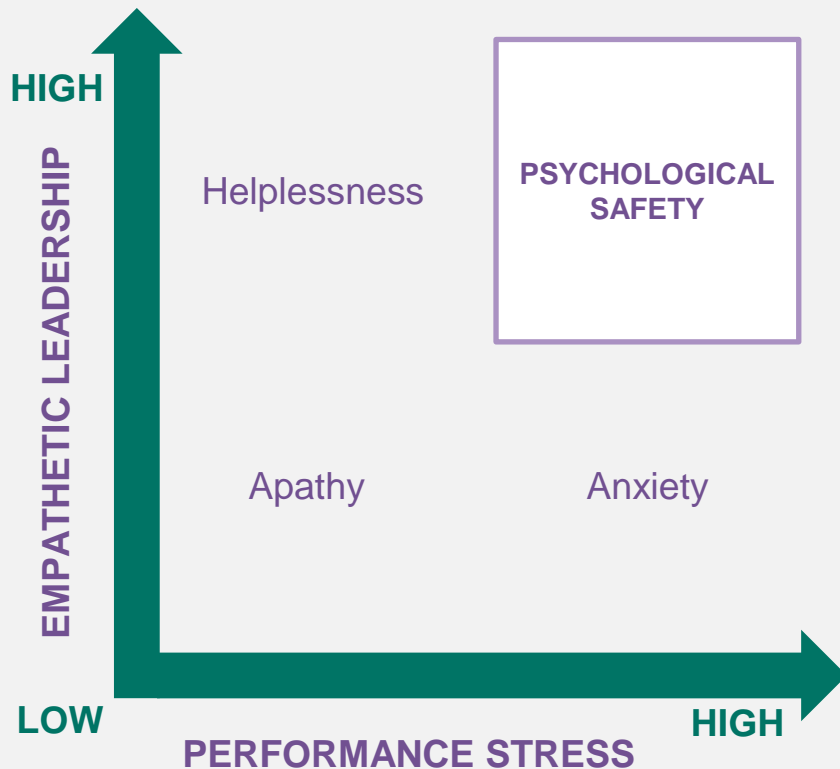 HIGH
EMPATHETIC LEADERSHIP
Helplessness
PSYCHOLOGICAL
SAFETY
Apathy
Anxiety
LOW
HIGH
PERFORMANCE STRESS